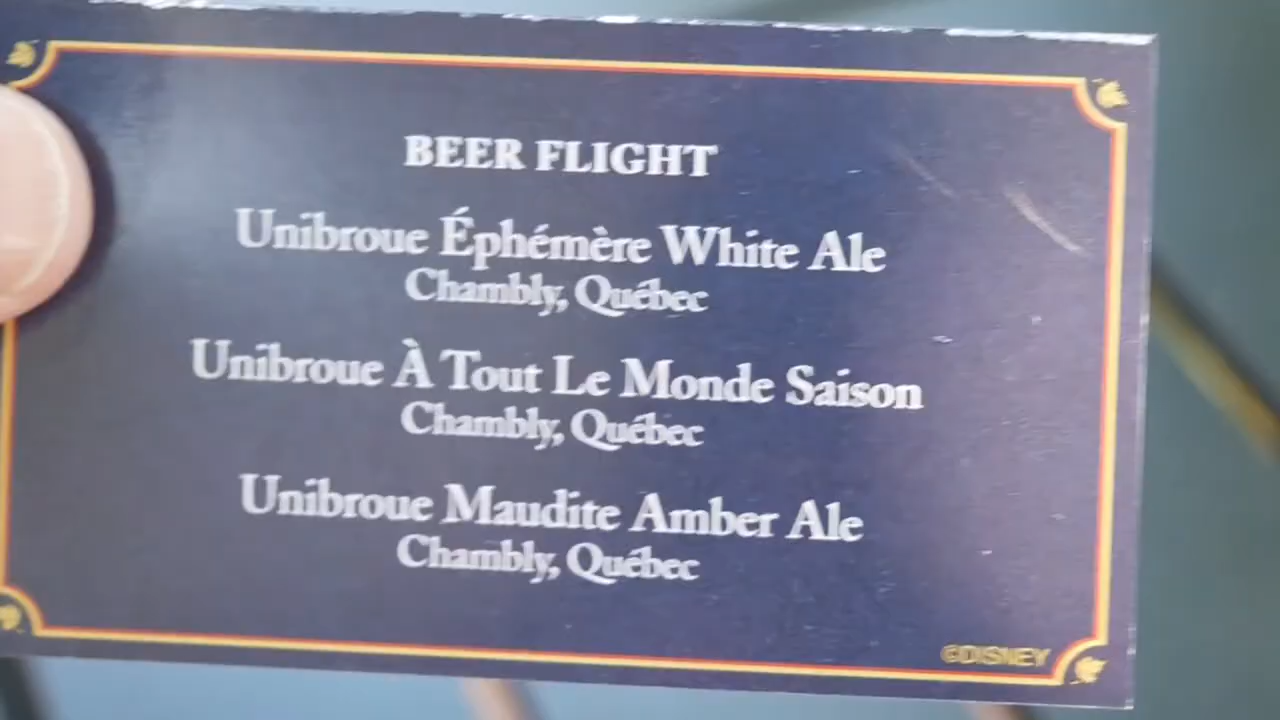 BEER FLIGHT
Unibroue Éphémère White Ale
Chambly, Québec
Unibroue À Tout Le Monde Saison
Chambly, Québec
Unibroue Maudite Amber Ale
Chambly, Québec
©DISNEY